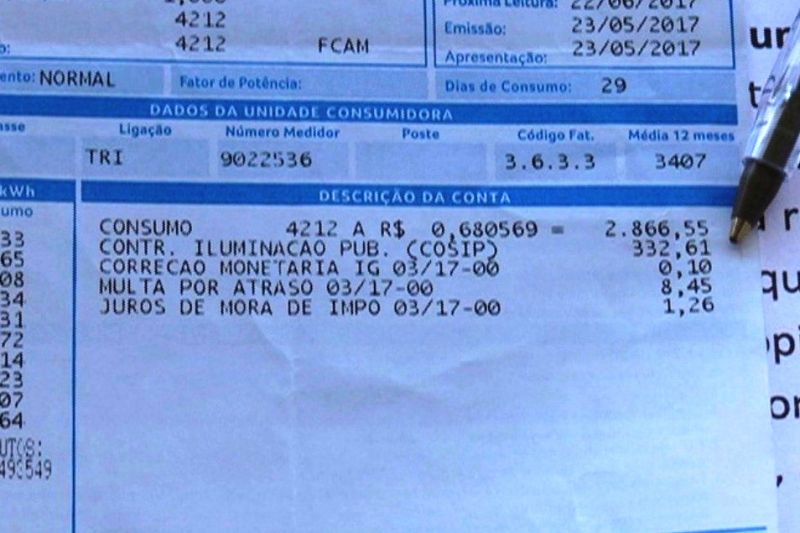 Próxima Leitura: 22/06/2017
4212
Emissão: 23/05/2017
4212 FCAM
Apresentação: 23/05/2017
NORMAL Fator de Potência: Dias de Consumo: 29
DADOS DA UNIDADE CONSUMIDORA
Ligação Número Medidor Poste Código Fat. Média 12 meses
TRI 9022536 3.6.3.3 3407
kWh DESCRIÇÃO DA CONTA
CONSUMO 4212 A R$ 0,680569 = 2.866,55
CONTR. ILUMINACAO PUB. (COSIP) 332,61
CORRECAO MONETARIA IG 03/17-00 0,10
MULTA POR ATRASO 03/17-00 8,45
JUROS DE MORA DE IMPO 03/17-00 1,26
33
65
08
34
31
72
14
23
07
64